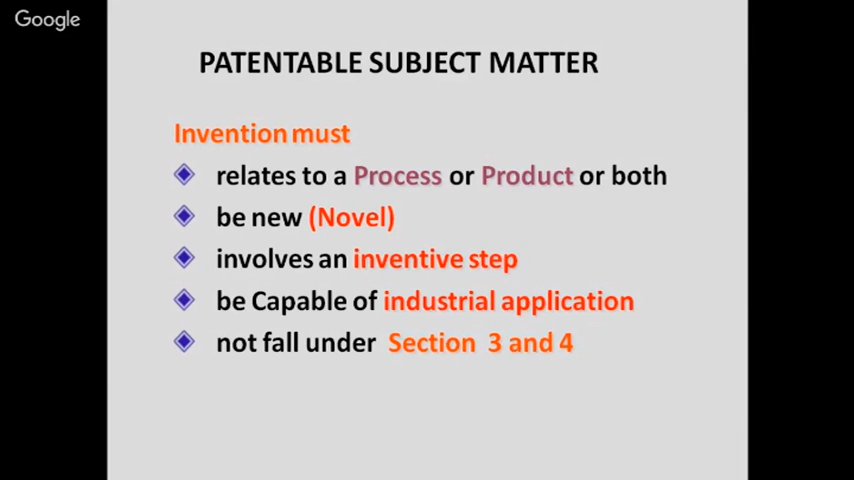 Google
PATENTABLE SUBJECT MATTER
Invention must
relates to a Process or Product or both
be new (Novel)
involves an inventive step
be Capable of industrial application
not fall under Section 3 and 4